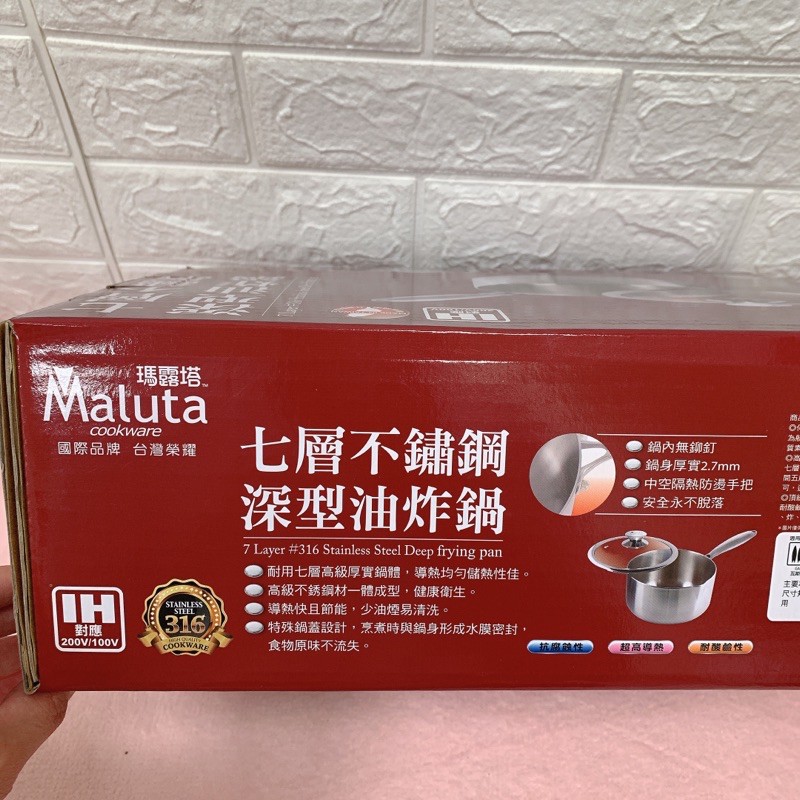 瑪露塔™
Maluta
cookware
國際品牌 台灣榮耀
七層不鏽鋼
深型油炸鍋
7 Layer #316 Stainless Steel Deep frying pan
耐用七層高級厚實鍋體，導熱均勻儲熱性佳。
高級不銹鋼材一體成型，健康衛生。
導熱快且節能，少油煙易清洗。
特殊鍋蓋設計，烹煮時與鍋身形成水膜密封，
食物原味不流失。
IH
對應
200V/100V
STAINLESS
STEEL
316
HIGH QUALITY
COOKWARE
鍋內無鉚釘
鍋身厚實2.7mm
中空隔熱防燙手把
安全永不脫落
抗腐蝕性
超高導熱
耐酸鹼性
IH